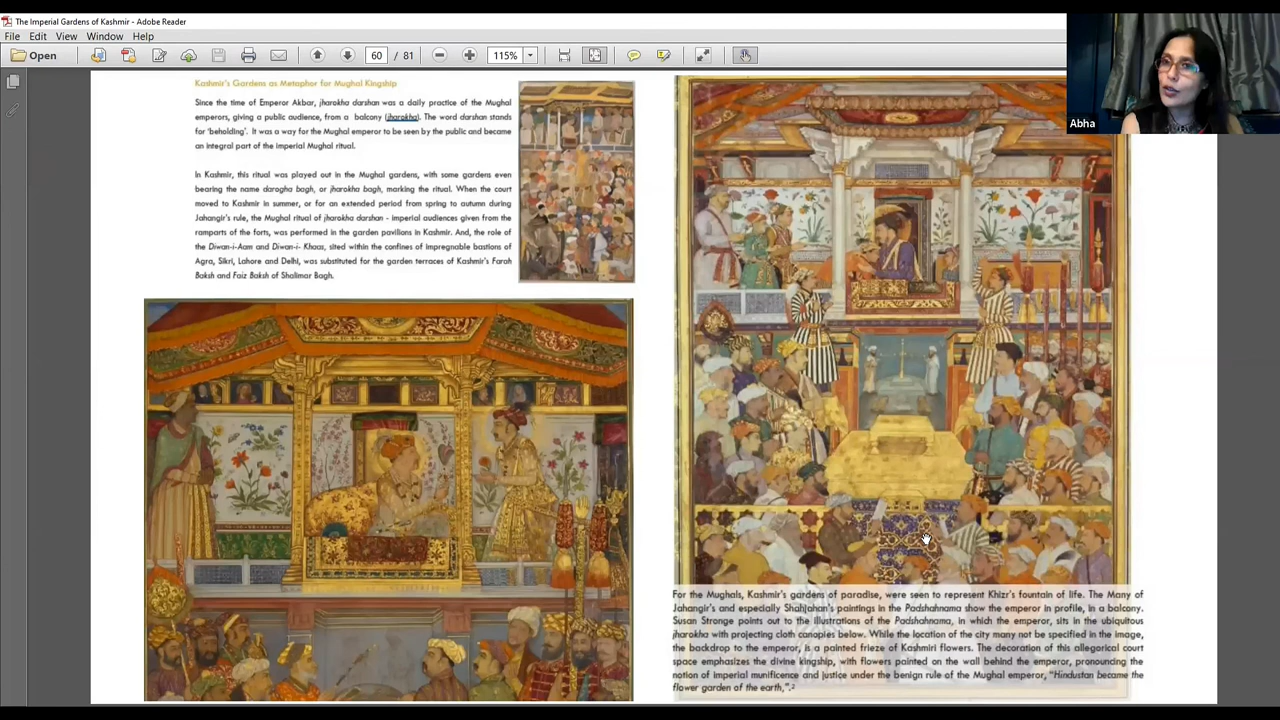 The Imperial Gardens of Kashmir - Adobe Reader
File Edit View Window Help
Open 60 / 81 115%
Abha
Kashmir's Gardens as Metaphor for Mughal Kingship
Since the time of Emperor Akbar, jharokha darshan was a daily practice of the Mughal
emperors, giving a public audience, from a balcony (jharokha). The word darshan stands
for 'beholding'. It was a way for the Mughal emperor to be seen by the public and became
an integral part of the imperial Mughal ritual.
In Kashmir, this ritual was played out in the Mughal gardens, with some gardens even
bearing the name darogha bagh, or jharokha bagh, marking the ritual. When the court
moved to Kashmir in summer, or for an extended period from spring to autumn during
Jahangir's rule, the Mughal ritual of jharokha darshan - imperial audiences given from the
ramparts of the forts, was performed in the garden pavilions in Kashmir. And, the role of
the Diwan-i-Aam and Diwan-i- Khaas, sited within the confines of impregnable bastions of
Agra, Sikri, Lahore and Delhi, was substituted for the garden terraces of Kashmir's Farah
Baksh and Faiz Baksh of Shalimar Bagh.
For the Mughals, Kashmir's gardens of paradise, were seen to represent Khizr's fountain of life. The Many of
Jahangir's and especially Shahjahan's paintings in the Padshahnama show the emperor in profile, in a balcony.
Susan Stronge points out to the illustrations of the Padshahnama, in which the emperor, sits in the ubiquitous
jharokha with projecting cloth canopies below. While the location of the city many not be specified in the image,
the backdrop to the emperor, is a painted frieze of Kashmiri flowers. The decoration of this allegorical court
space emphasizes the divine kingship, with flowers painted on the wall behind the emperor, pronouncing the
notion of imperial munificence and justice under the benign rule of the Mughal emperor, "Hindustan became the
flower garden of the earth,".2